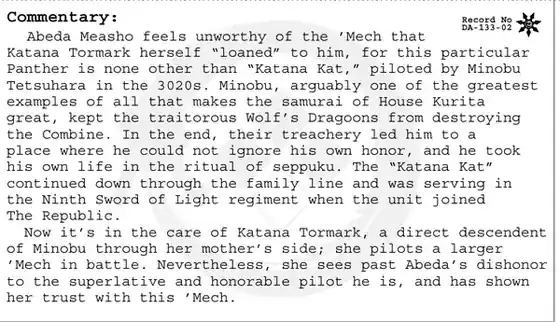 Commentary:
Record No
DA-133-02
Abeda Measho feels unworthy of the ’Mech that
Katana Tormark herself “loaned” to him, for this particular
Panther is none other than “Katana Kat,” piloted by Minobu
Tetsuhara in the 3020s. Minobu, arguably one of the greatest
examples of all that makes the samurai of House Kurita
great, kept the traitorous Wolf’s Dragoons from destroying
the Combine. In the end, their treachery led him to a
place where he could not ignore his own honor, and he took
his own life in the ritual of seppuku. The “Katana Kat”
continued down through the family line and was serving in
the Ninth Sword of Light regiment when the unit joined
The Republic.
Now it’s in the care of Katana Tormark, a direct descendent
of Minobu through her mother’s side; she pilots a larger
’Mech in battle. Nevertheless, she sees past Abeda’s dishonor
to the superlative and honorable pilot he is, and has shown
her trust with this ’Mech.